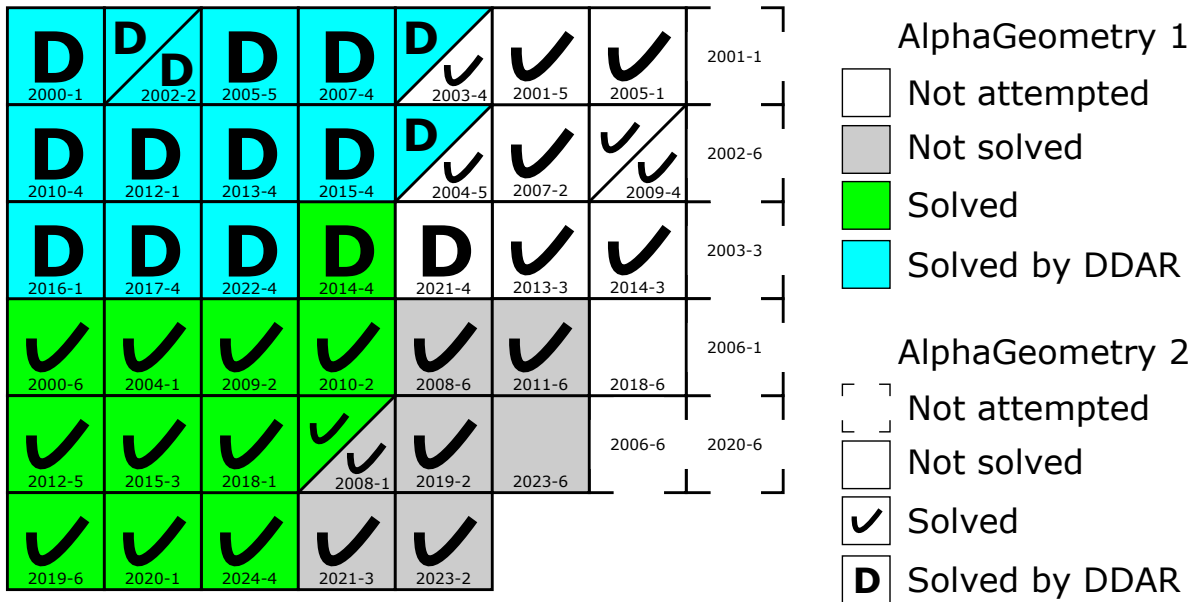 D D D D D D
2000-1 2002-2 2005-5 2007-4 2003-4 2001-5 2005-1 2001-1
D D D D D
2010-4 2012-1 2013-4 2015-4 2004-5 2007-2 2009-4 2002-6
D D D D D
2016-1 2017-4 2022-4 2014-4 2021-4 2013-3 2014-3 2003-3
2000-6 2004-1 2009-2 2010-2 2008-6 2011-6 2018-6 2006-1
2012-5 2015-3 2018-1 2008-1 2019-2 2023-6 2006-6 2020-6
2019-6 2020-1 2024-4 2021-3 2023-2
AlphaGeometry 1
Not attempted
Not solved
Solved
Solved by DDAR
AlphaGeometry 2
Not attempted
Not solved
Solved
D Solved by DDAR